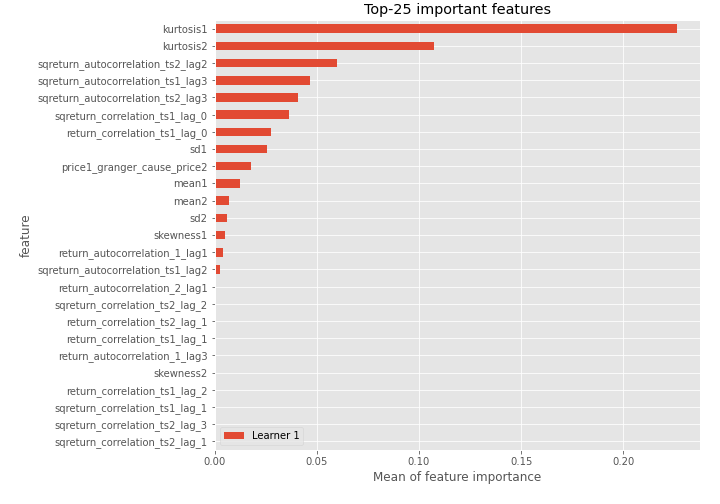 Top-25 important features
kurtosis1
kurtosis2
sqreturn_autocorrelation_ts2_lag2
sqreturn_autocorrelation_ts1_lag3
sqreturn_autocorrelation_ts2_lag3
sqreturn_correlation_ts1_lag_0
return_correlation_ts1_lag_0
sd1
price1_granger_cause_price2
mean1
mean2
sd2
skewness1
return_autocorrelation_1_lag1
sqreturn_autocorrelation_ts1_lag2
return_autocorrelation_2_lag1
sqreturn_correlation_ts2_lag_2
return_correlation_ts2_lag_1
return_correlation_ts1_lag_1
return_autocorrelation_1_lag3
skewness2
return_correlation_ts1_lag_2
sqreturn_correlation_ts1_lag_1
sqreturn_correlation_ts2_lag_3
sqreturn_correlation_ts2_lag_1
feature
Learner 1
0.00 0.05 0.10 0.15 0.20
Mean of feature importance